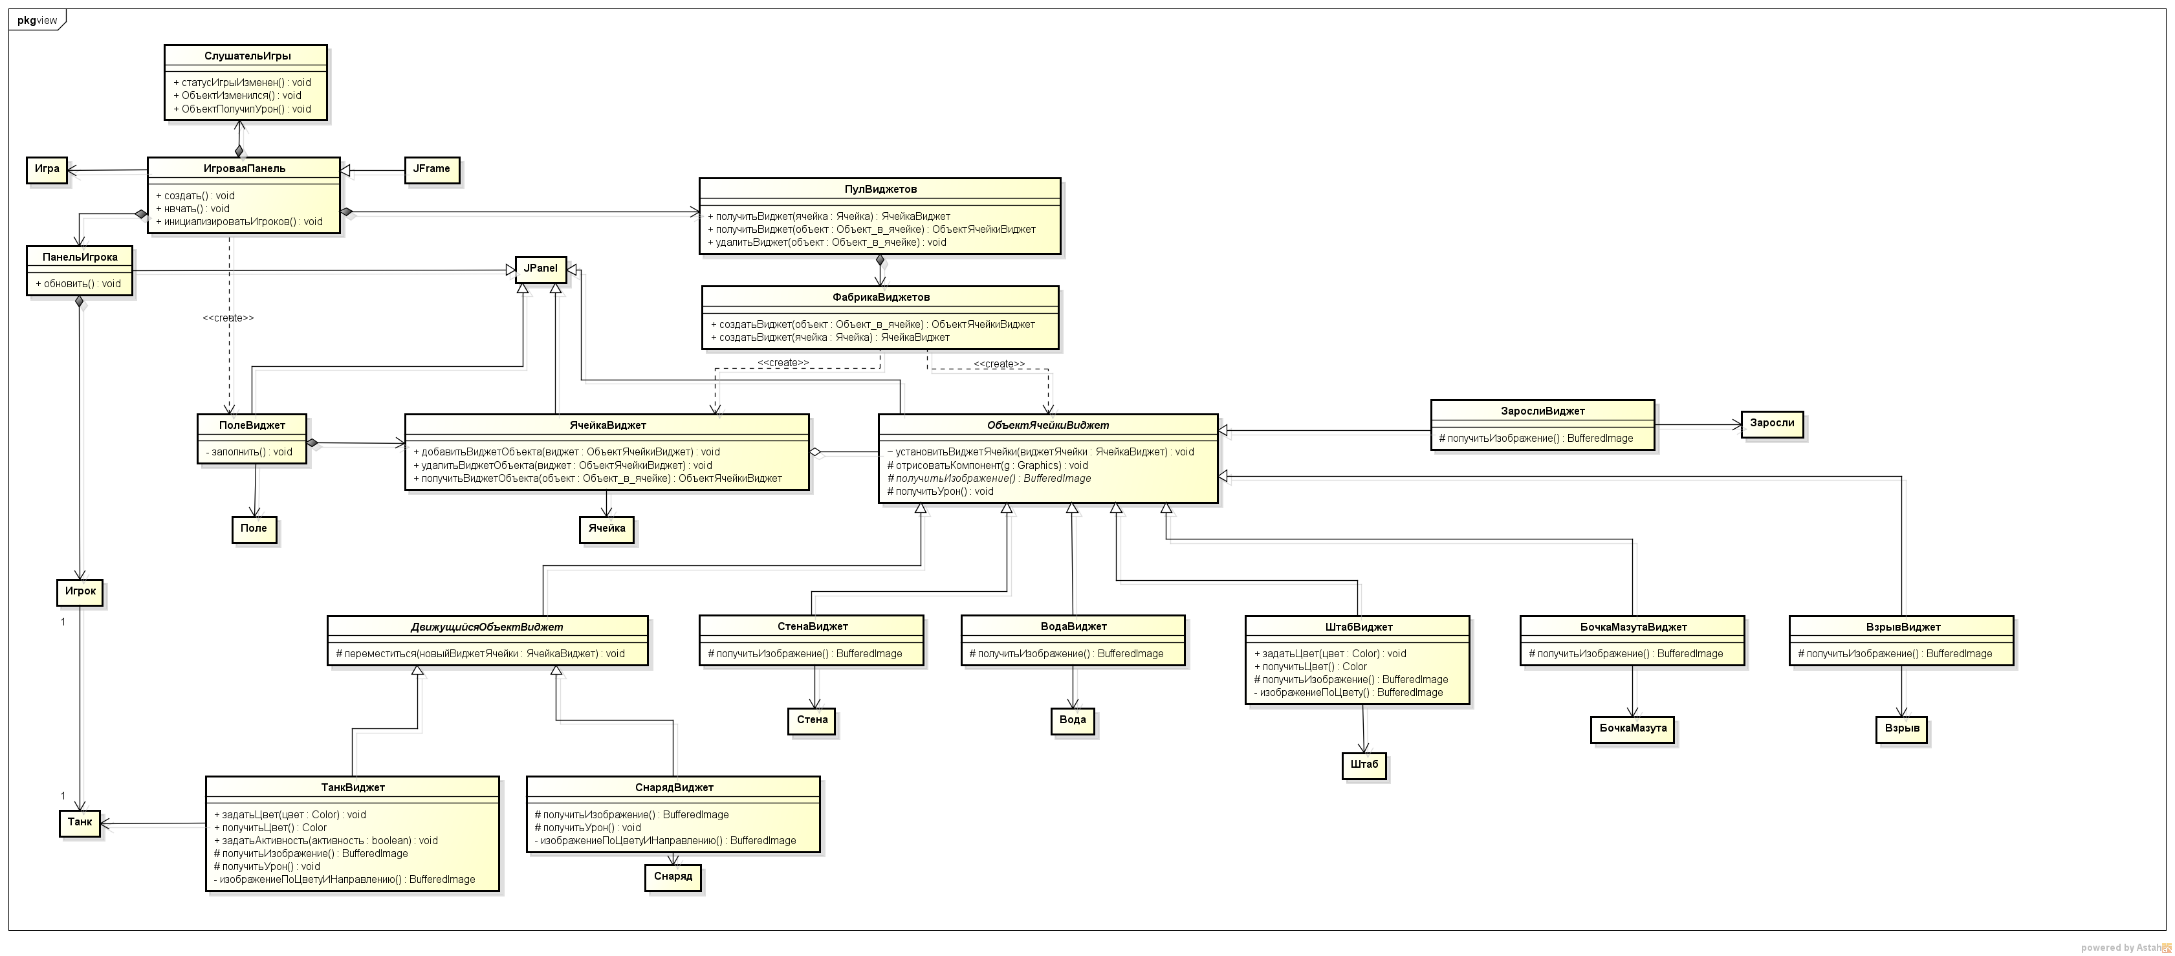 pkgview
СлушательИгры
+ статусИгрыИзменен() : void
+ ОбъектИзменился() : void
+ ОбъектПолучилУрон() : void
Игра
ИгроваяПанель
+ создать() : void
+ нвчать() : void
+ инициализироватьИгроков() : void
JFrame
ПулВиджетов
+ получитьВиджет(ячейка : Ячейка) : ЯчейкаВиджет
+ получитьВиджет(объект : Объект_в_ячейке) : ОбъектЯчейкиВиджет
+ удалитьВиджет(объект : Объект_в_ячейке) : void
ПанельИгрока
+ обновить() : void
JPanel
ФабрикаВиджетов
+ создатьВиджет(объект : Объект_в_ячейке) : ОбъектЯчейкиВиджет
+ создатьВиджет(ячейка : Ячейка) : ЯчейкаВиджет
<<create>>
<<create>>
<<create>>
ПолеВиджет
- заполнить() : void
ЯчейкаВиджет
+ добавитьВиджетОбъекта(виджет : ОбъектЯчейкиВиджет) : void
+ удалитьВиджетОбъекта(виджет : ОбъектЯчейкиВиджет) : void
+ получитьВиджетОбъекта(объект : Объект_в_ячейке) : ОбъектЯчейкиВиджет
ОбъектЯчейкиВиджет
~ установитьВиджетЯчейки(виджетЯчейки : ЯчейкаВиджет) : void
# отрисоватьКомпонент(g : Graphics) : void
# получитьИзображение() : BufferedImage
# получитьУрон() : void
ЗарослиВиджет
# получитьИзображение() : BufferedImage
Заросли
Поле
Ячейка
Игрок
1
ДвижущийсяОбъектВиджет
# переместиться(новыйВиджетЯчейки : ЯчейкаВиджет) : void
СтенаВиджет
# получитьИзображение() : BufferedImage
ВодаВиджет
# получитьИзображение() : BufferedImage
ШтабВиджет
+ задатьЦвет(цвет : Color) : void
+ получитьЦвет() : Color
# получитьИзображение() : BufferedImage
- изображениеПоЦвету() : BufferedImage
БочкаМазутаВиджет
# получитьИзображение() : BufferedImage
ВзрывВиджет
# получитьИзображение() : BufferedImage
Стена
Вода
Штаб
БочкаМазута
Взрыв
1
Танк
ТанкВиджет
+ задатьЦвет(цвет : Color) : void
+ получитьЦвет() : Color
+ задатьАктивность(активность : boolean) : void
# получитьИзображение() : BufferedImage
# получитьУрон() : void
- изображениеПоЦветуИНаправлению() : BufferedImage
СнарядВиджет
# получитьИзображение() : BufferedImage
# получитьУрон() : void
- изображениеПоЦветуИНаправлению() : BufferedImage
Снаряд
powered by Astah